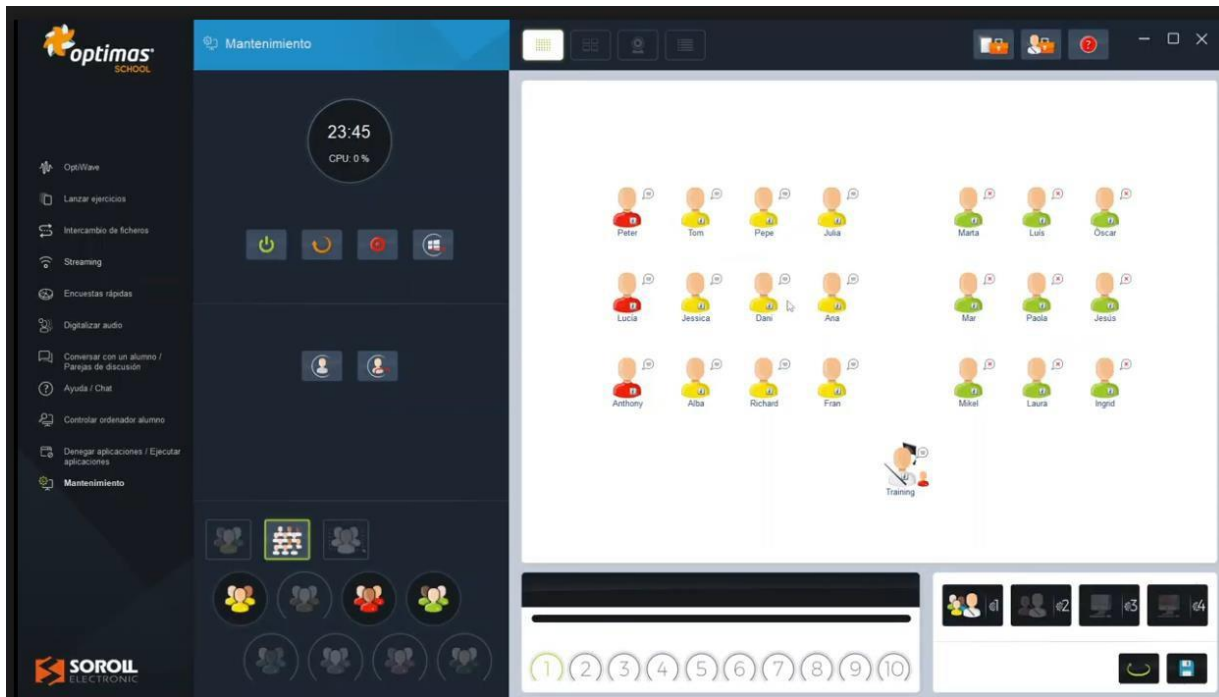 optimas
SCHOOL
Mantenimiento
23:45
CPU: 0 %
OptiWave
Lanzar ejercicios
Intercambio de ficheros
Streaming
Encuestas rápidas
Digitalizar audio
Conversar con un alumno /
Parejas de discusión
Ayuda / Chat
Controlar ordenador alumno
Denegar aplicaciones / Ejecutar
aplicaciones
Mantenimiento
SOROLL
ELECTRONIC
Peter Tom Pepe Julia Marta Luis Óscar
Lucía Jessica Dani Ana Mar Paola Jesús
Anthony Alba Richard Fran Mikel Laura Ingrid
Training
1 2 3 4 5 6 7 8 9 10
1 2 3 4